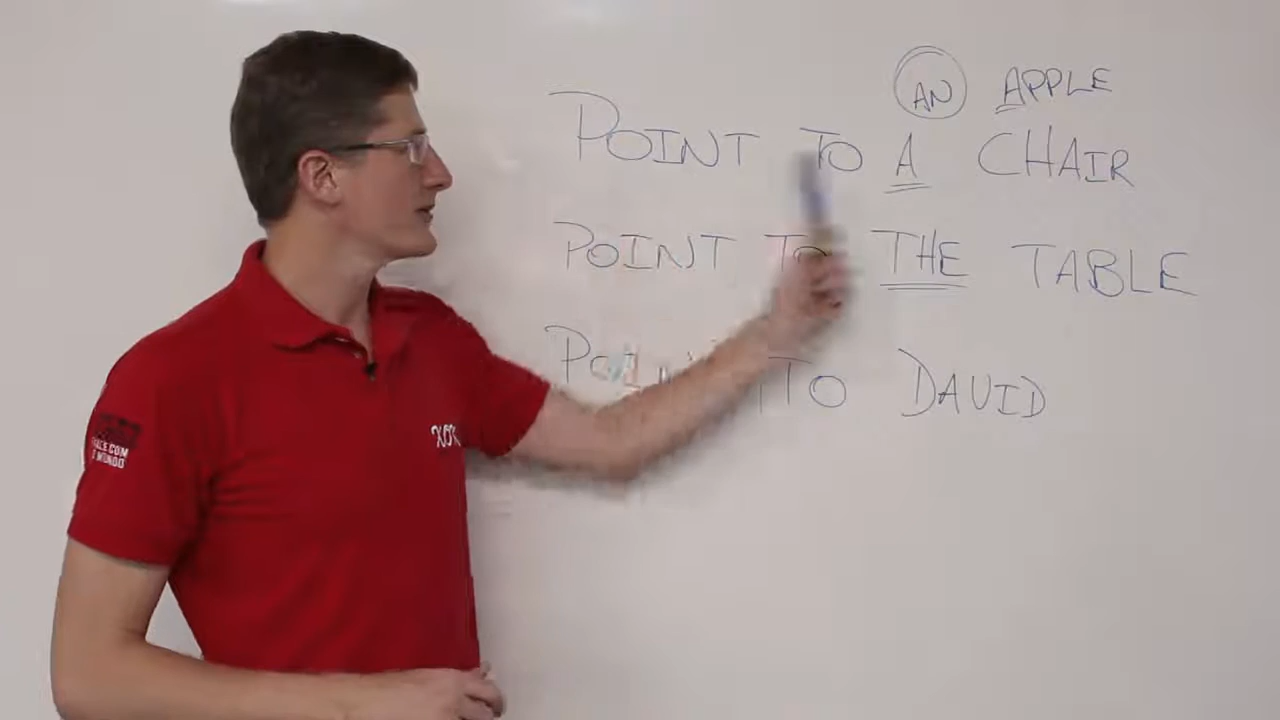 AN APPLE
POINT TO A CHAIR
POINT TO THE TABLE
TO DAVID